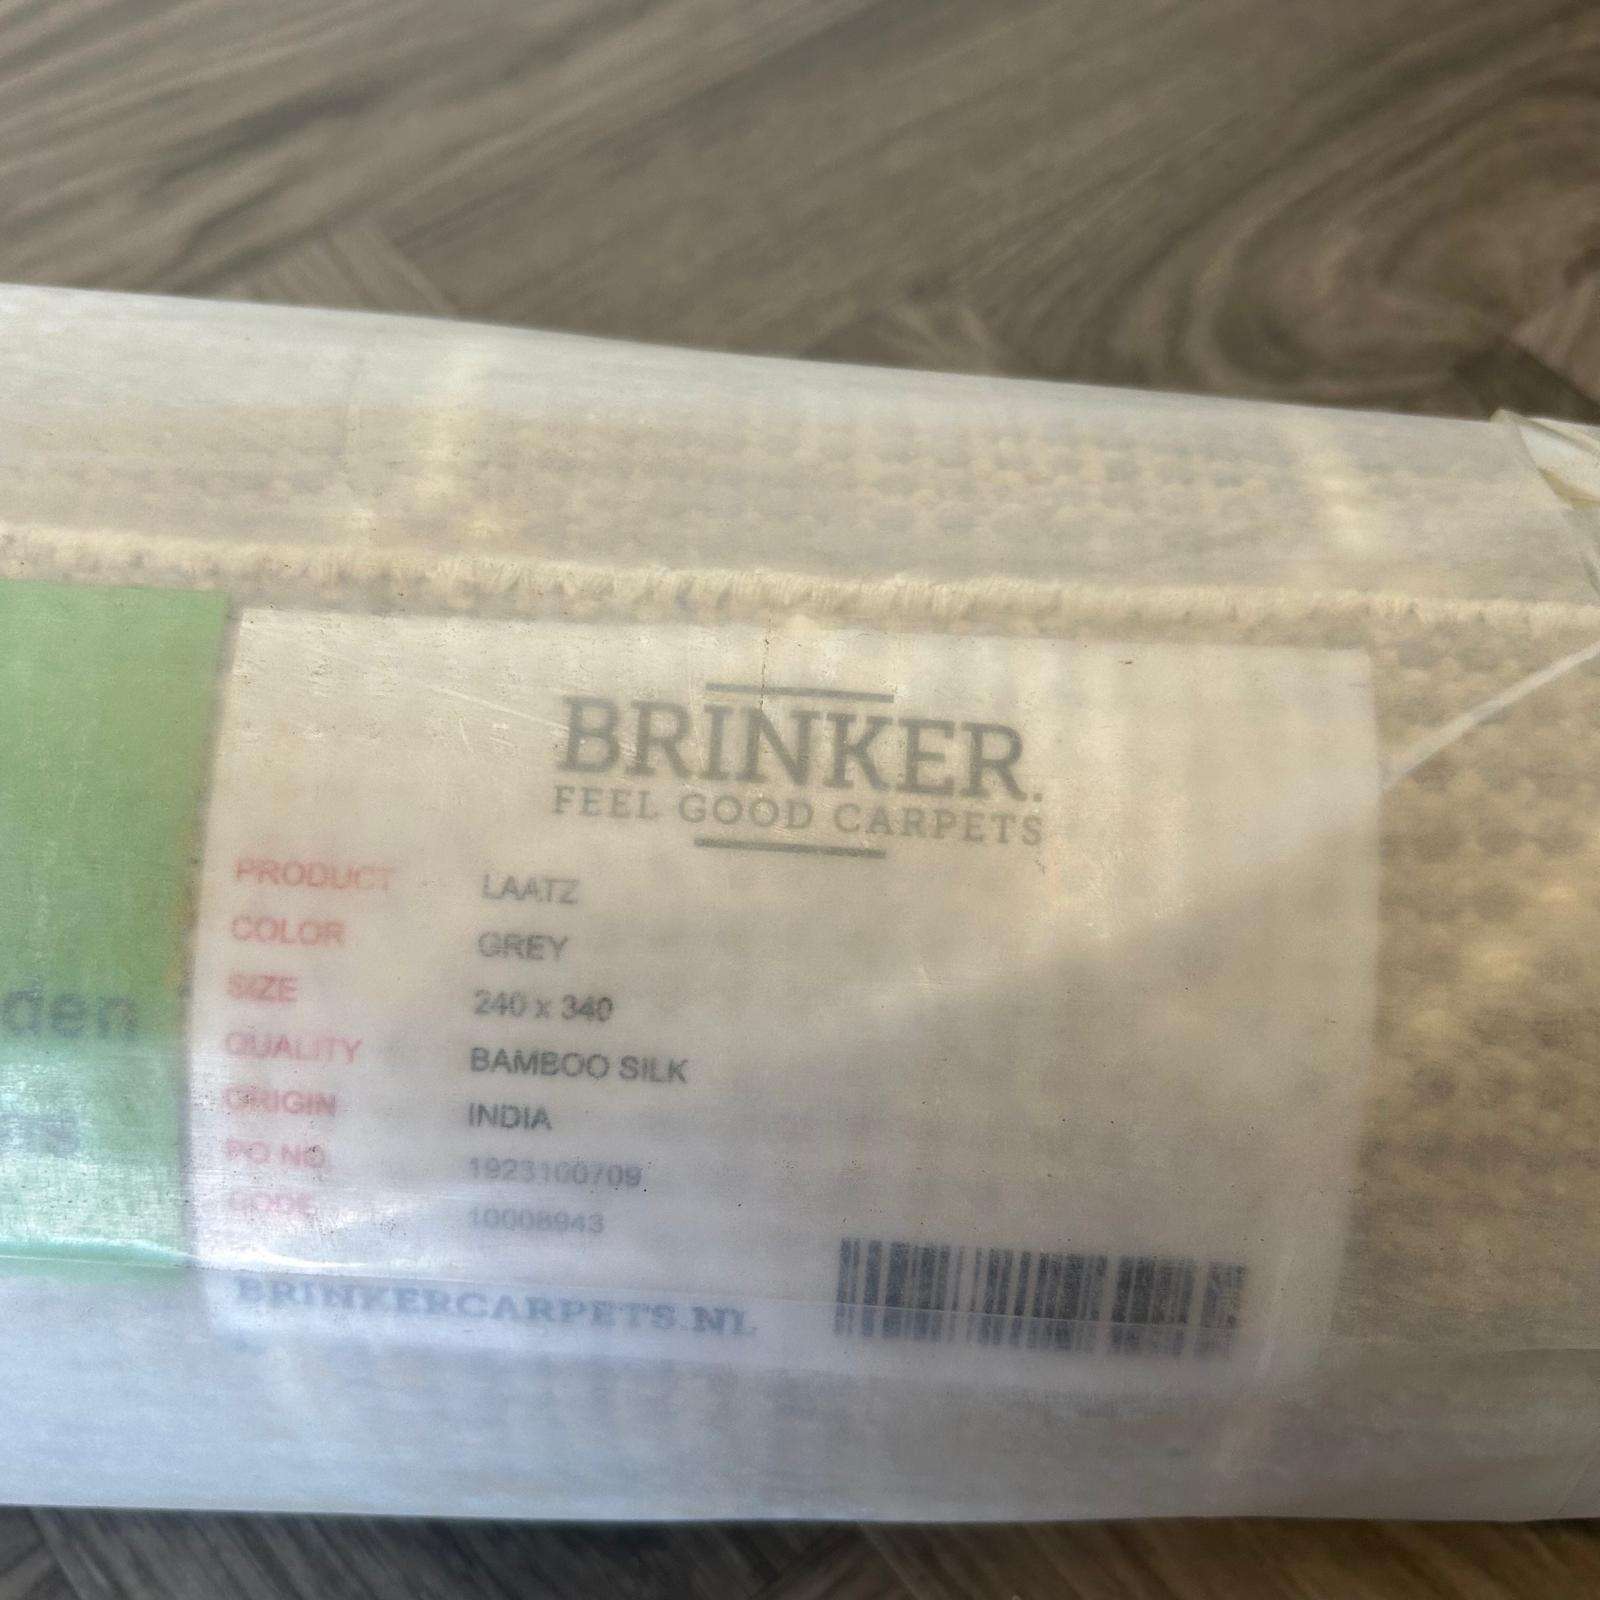 BRINKER.
FEEL GOOD CARPETS
PRODUCT LAATZ
COLOR GREY
SIZE 240 x 340
QUALITY BAMBOO SILK
ORIGIN INDIA
PO NO. 1923100709
CODE 10008943
BRINKERCARPETS.NL
den